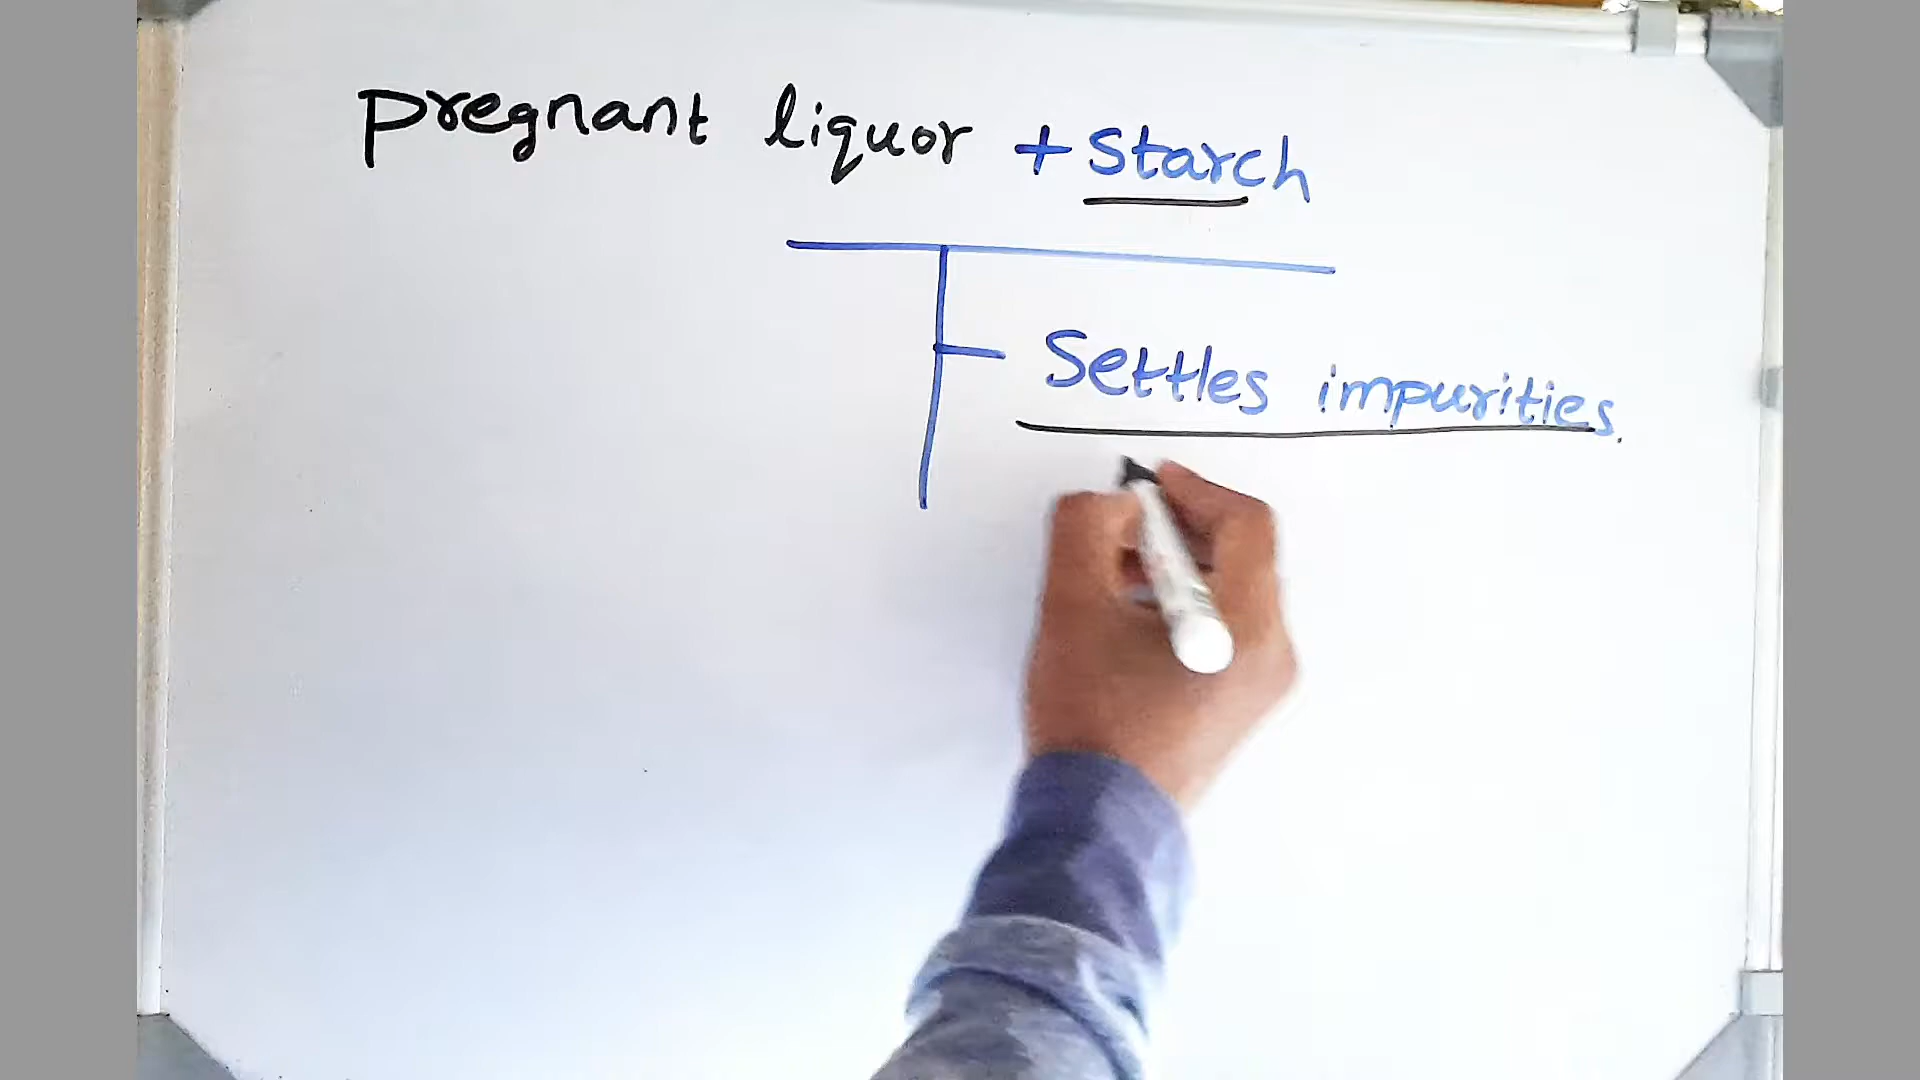 Pregnant liquor + Starch
Settles impurities.